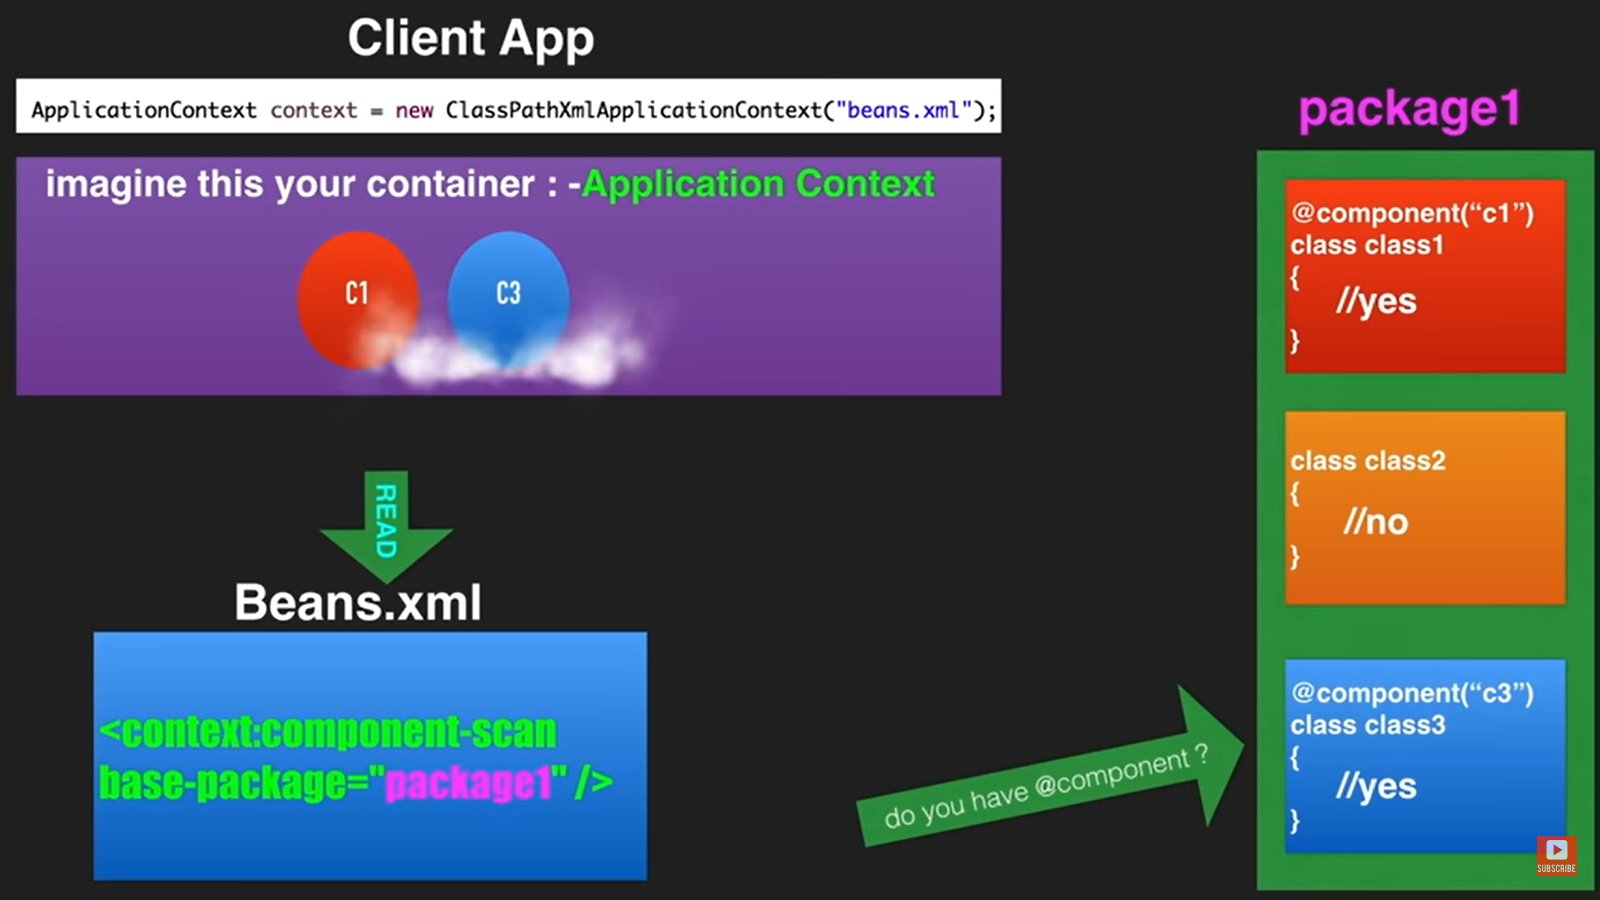 Client App
ApplicationContext context = new ClassPathXmlApplicationContext("beans.xml");
imagine this your container : -Application Context
C1
C3
READ
Beans.xml
<context:component-scan
base-package="package1" />
do you have @component ?
package1
@component(“c1”)
class class1
{
//yes
}
class class2
{
//no
}
@component(“c3”)
class class3
{
//yes
}
SUBSCRIBE